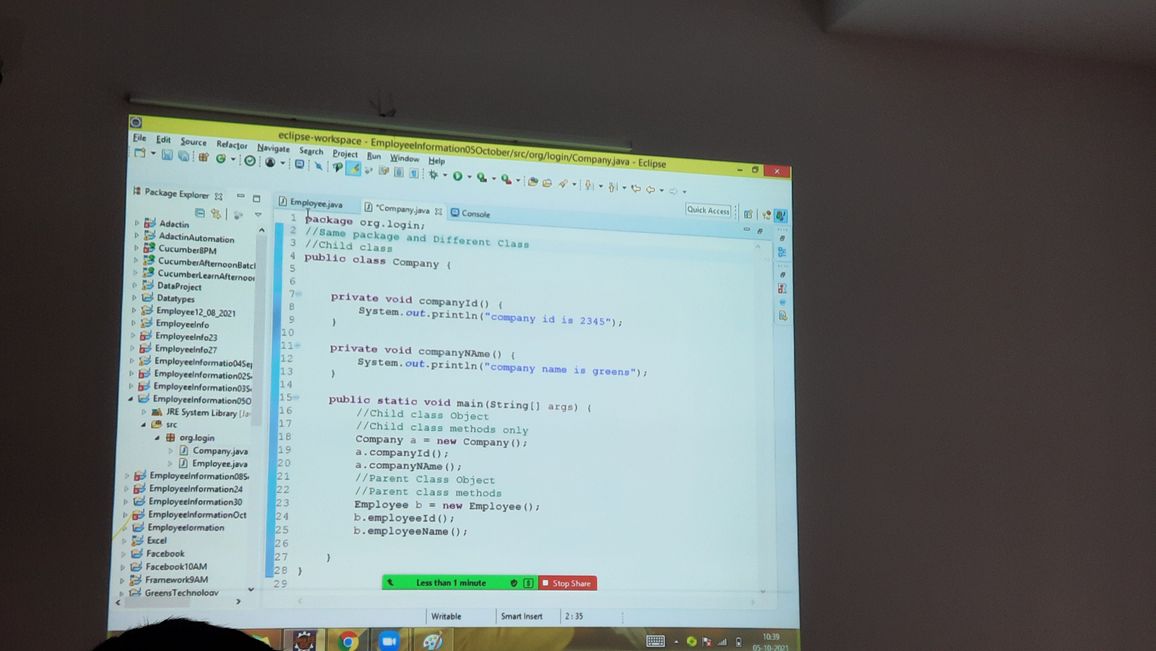 eclipse-workspace - EmployeeInformation05October/src/org/login/Company.java - Eclipse
File Edit Source Refactor Navigate Search Project Run Window Help
Quick Access
Package Explorer
Adactin
AdactinAutomation
Cucumber8PM
CucumberAfternoonBatcl
CucumberLearnAfternoor
DataProject
Datatypes
Employee12_08_2021
EmployeeInfo
EmployeeInfo23
EmployeeInfo27
EmployeeInformatio04Sep
EmployeeInformation02S
EmployeeInformation03S
EmployeeInformation05O
JRE System Library [Ja
src
org.login
Company.java
Employee.java
EmployeeInformation08S
EmployeeInformation24
EmployeeInformation30
EmployeeInformationOct
EmployeeIormation
Excel
Facebook
Facebook10AM
Framework9AM
GreensTechnology
Employee.java *Company.java Console
1 package org.login;
2 //Same package and Different Class
3 //Child class
4 public class Company {
5
6
7 private void companyId() {
8 System.out.println("company id is 2345");
9 }
10
11 private void companyNAme() {
12 System.out.println("company name is greens");
13 }
14
15 public static void main(String[] args) {
16 //Child class Object
17 //Child class methods only
18 Company a = new Company();
19 a.companyId();
20 a.companyNAme();
21 //Parent Class Object
22 //Parent class methods
23 Employee b = new Employee();
24 b.employeeId();
25 b.employeeName();
26
27 }
28 }
29
Less than 1 minute Stop Share
Writable Smart Insert 2:35
10:39
05-10-2021